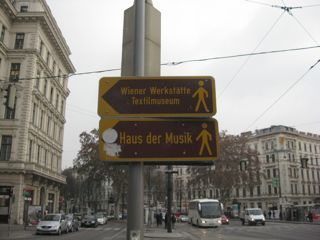 Wiener Werkstätte
Textilmuseum
Haus der Musik